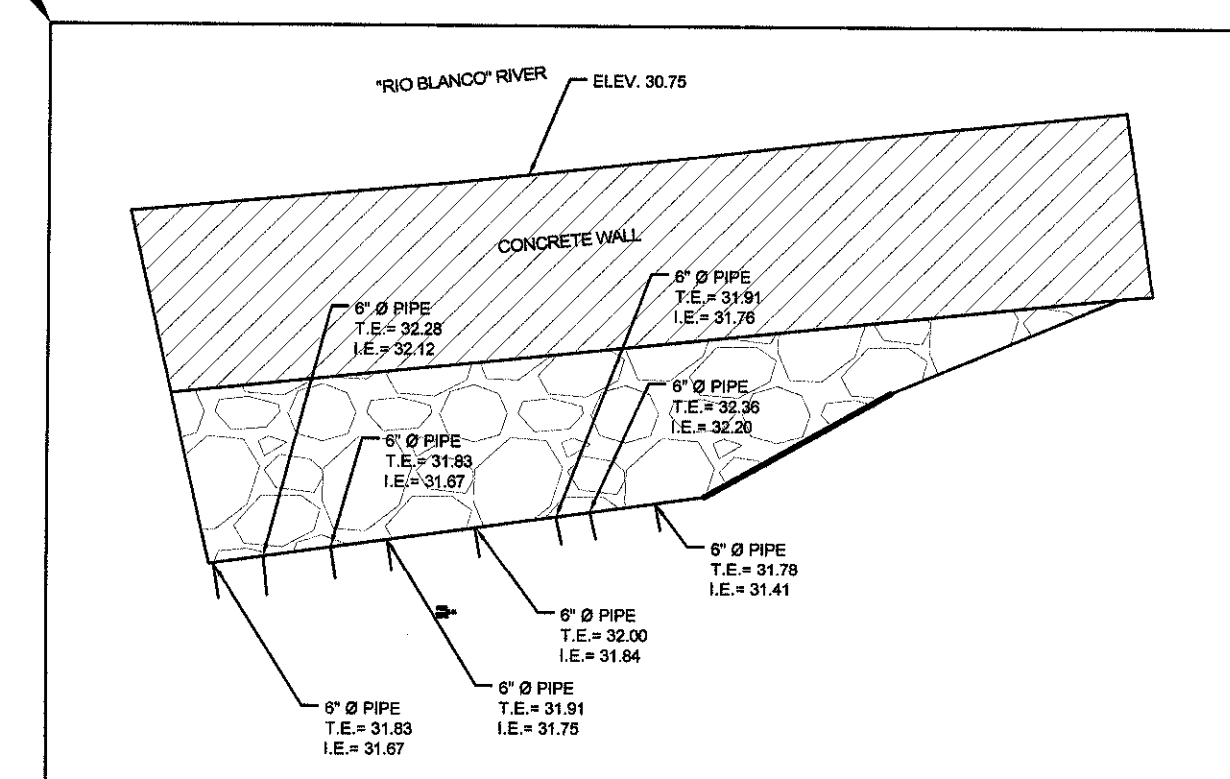 "RIO BLANCO" RIVER
ELEV. 30.75
CONCRETE WALL
6" Ø PIPE
T.E.= 31.91
I.E.= 31.76
6" Ø PIPE
T.E.= 32.28
I.E.= 32.12
6" Ø PIPE
T.E.= 32.36
I.E.= 32.20
6" Ø PIPE
T.E.= 31.83
I.E.= 31.67
6" Ø PIPE
T.E.= 31.78
I.E.= 31.41
6" Ø PIPE
T.E.= 32.00
I.E.= 31.84
6" Ø PIPE
T.E.= 31.91
I.E.= 31.75
6" Ø PIPE
T.E.= 31.83
I.E.= 31.67